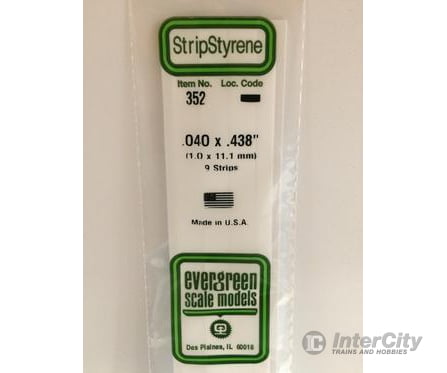 StripStyrene
Item No. Loc. Code
352
.040 x .438"
(1.0 x 11.1 mm)
9 Strips
Made in U.S.A.
evergreen
scale models
Des Plaines, IL 60018
IC InterCity
TRAINS AND HOBBIES